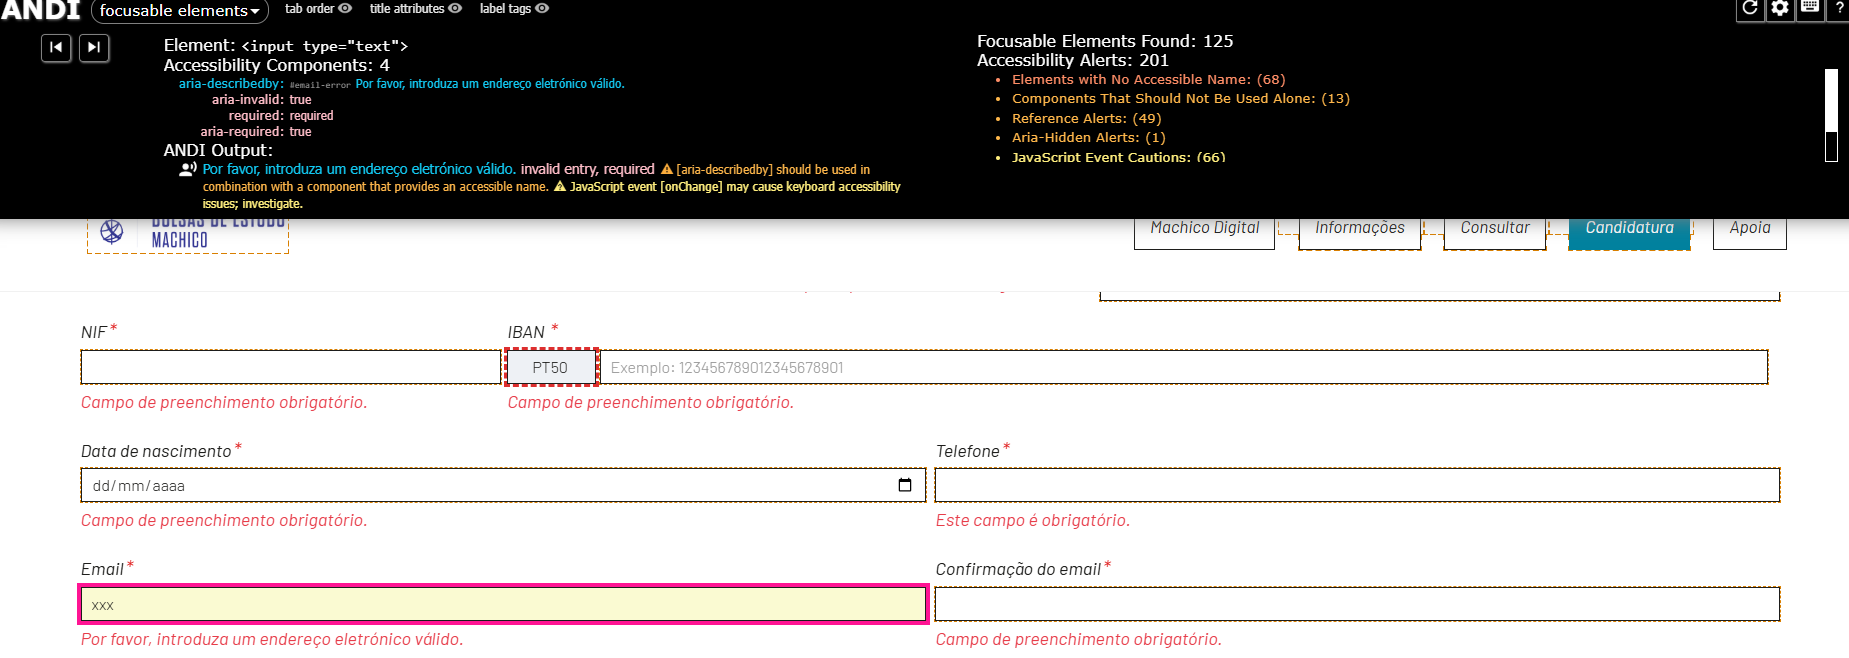 ANDI focusable elements tab order title attributes label tags ?
Element: <input type="text">
Accessibility Components: 4
aria-describedby: #email-error Por favor, introduza um endereço eletrónico válido.
aria-invalid: true
required: required
aria-required: true
ANDI Output:
Por favor, introduza um endereço eletrónico válido. invalid entry, required ⚠ [aria-describedby] should be used in
combination with a component that provides an accessible name. ⚠ JavaScript event [onChange] may cause keyboard accessibility
issues; investigate.
Focusable Elements Found: 125
Accessibility Alerts: 201
• Elements with No Accessible Name: (68)
• Components That Should Not Be Used Alone: (13)
• Reference Alerts: (49)
• Aria-Hidden Alerts: (1)
• JavaScript Event Cautions: (66)
BOLSAS DE ESTUDO
MACHICO
Machico Digital Informações Consultar Candidatura Apoia
NIF* IBAN *
PT50 Exemplo: 123456789012345678901
Campo de preenchimento obrigatório. Campo de preenchimento obrigatório.
Data de nascimento* Telefone*
dd/mm/aaaa
Campo de preenchimento obrigatório. Este campo é obrigatório.
Email* Confirmação do email*
xxx
Por favor, introduza um endereço eletrónico válido. Campo de preenchimento obrigatório.